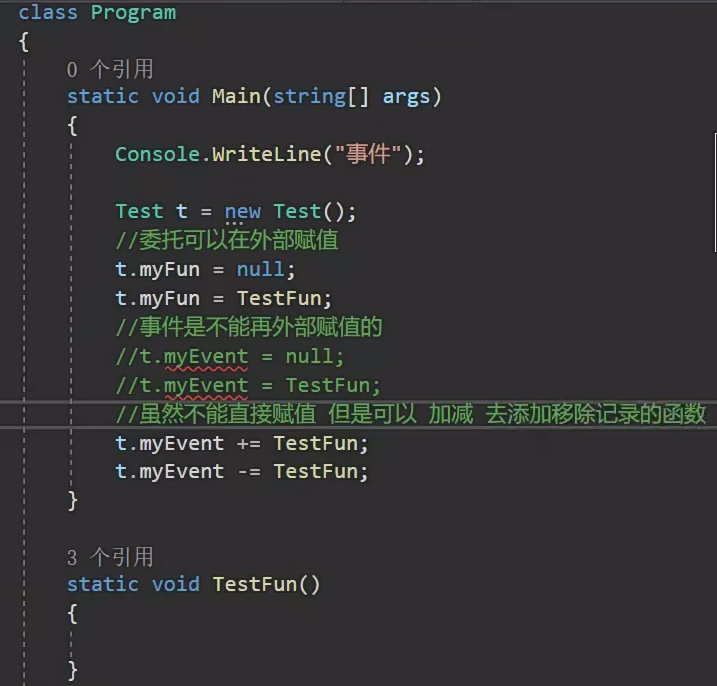 class Program
{
0 个引用
static void Main(string[] args)
{
Console.WriteLine("事件");
Test t = new Test();
//委托可以在外部赋值
t.myFun = null;
t.myFun = TestFun;
//事件是不能再外部赋值的
//t.myEvent = null;
//t.myEvent = TestFun;
//虽然不能直接赋值 但是可以 加减 去添加移除记录的函数
t.myEvent += TestFun;
t.myEvent -= TestFun;
}
3 个引用
static void TestFun()
{
}